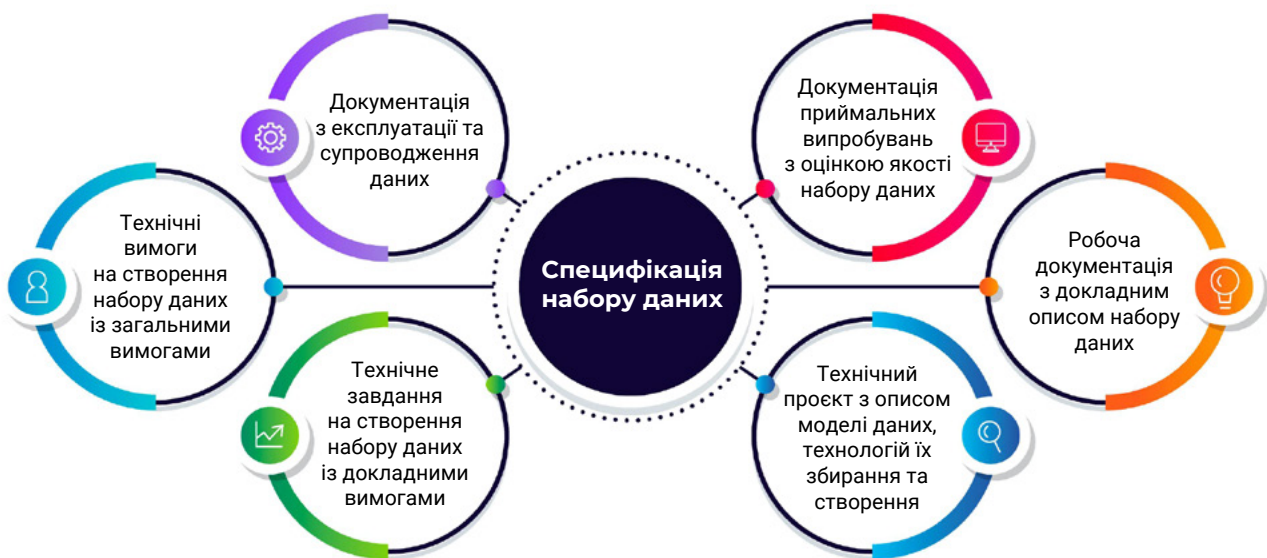 Документація
з експлуатації та
супроводження
даних
Документація
приймальних
випробувань
з оцінкою якості
набору даних
Технічні
вимоги
на створення
набору даних
із загальними
вимогами
Специфікація
набору даних
Робоча
документація
з докладним
описом набору
даних
Технічне
завдання
на створення
набору даних
із докладними
вимогами
Технічний
проєкт з описом
моделі даних,
технологій їх
збирання та
створення